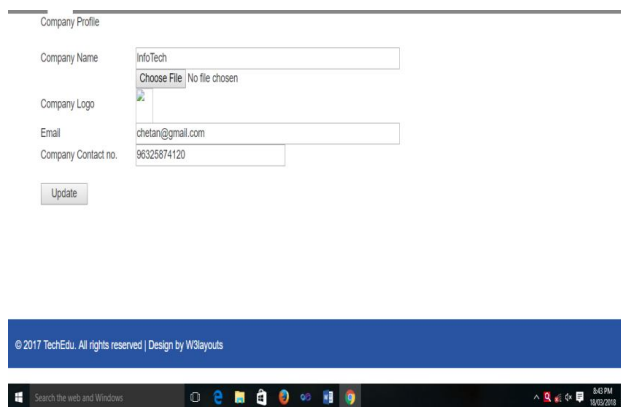 Company Profile
Company Name InfoTech
Choose File No file chosen
Company Logo
Email chetan@gmail.com
Company Contact no. 96325874120
Update
© 2017 TechEdu. All rights reserved | Design by W3layouts
Search the web and Windows
8:43 PM
18/03/2018